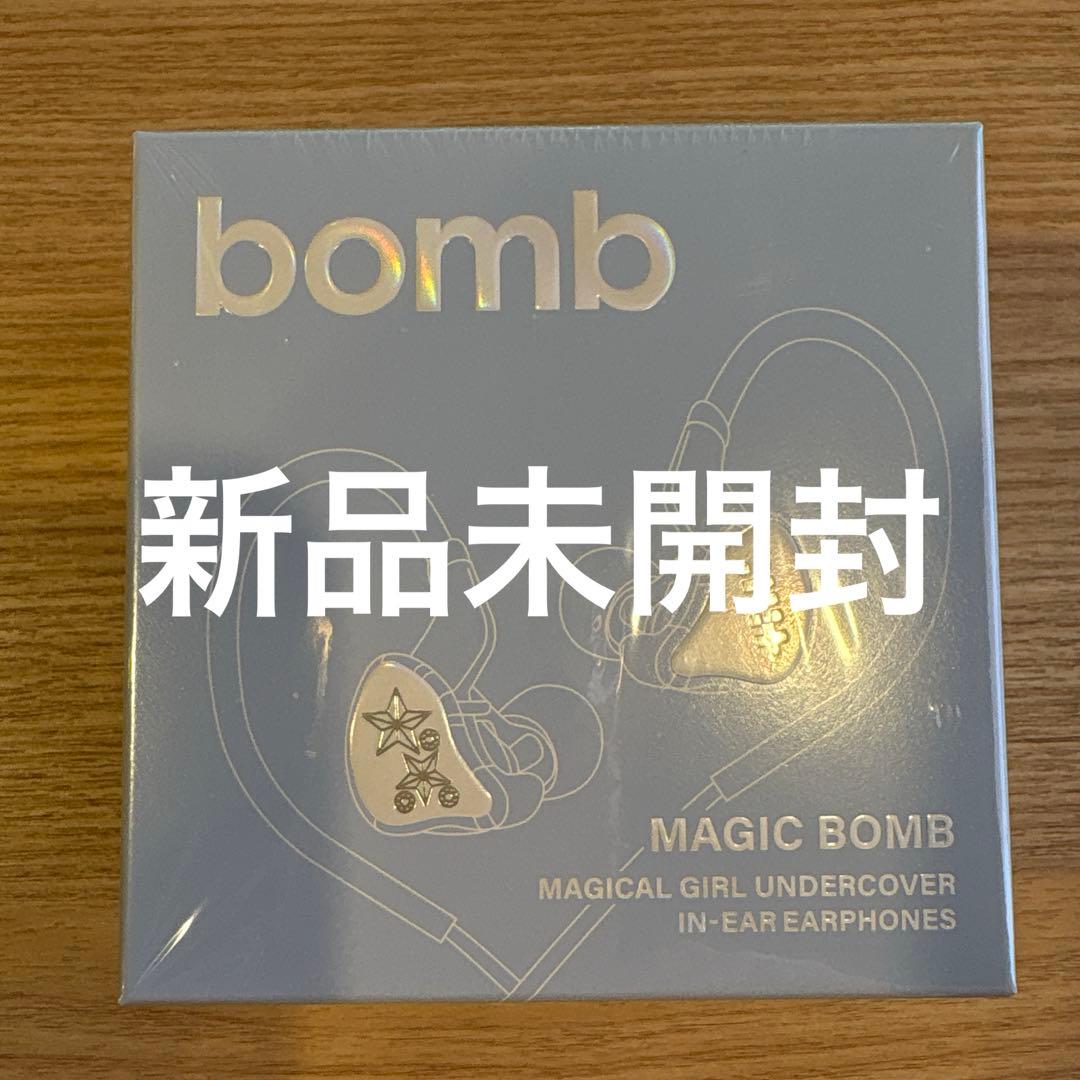 bomb
新品未開封
MAGIC BOMB
MAGICAL GIRL UNDERCOVER
IN-EAR EARPHONES